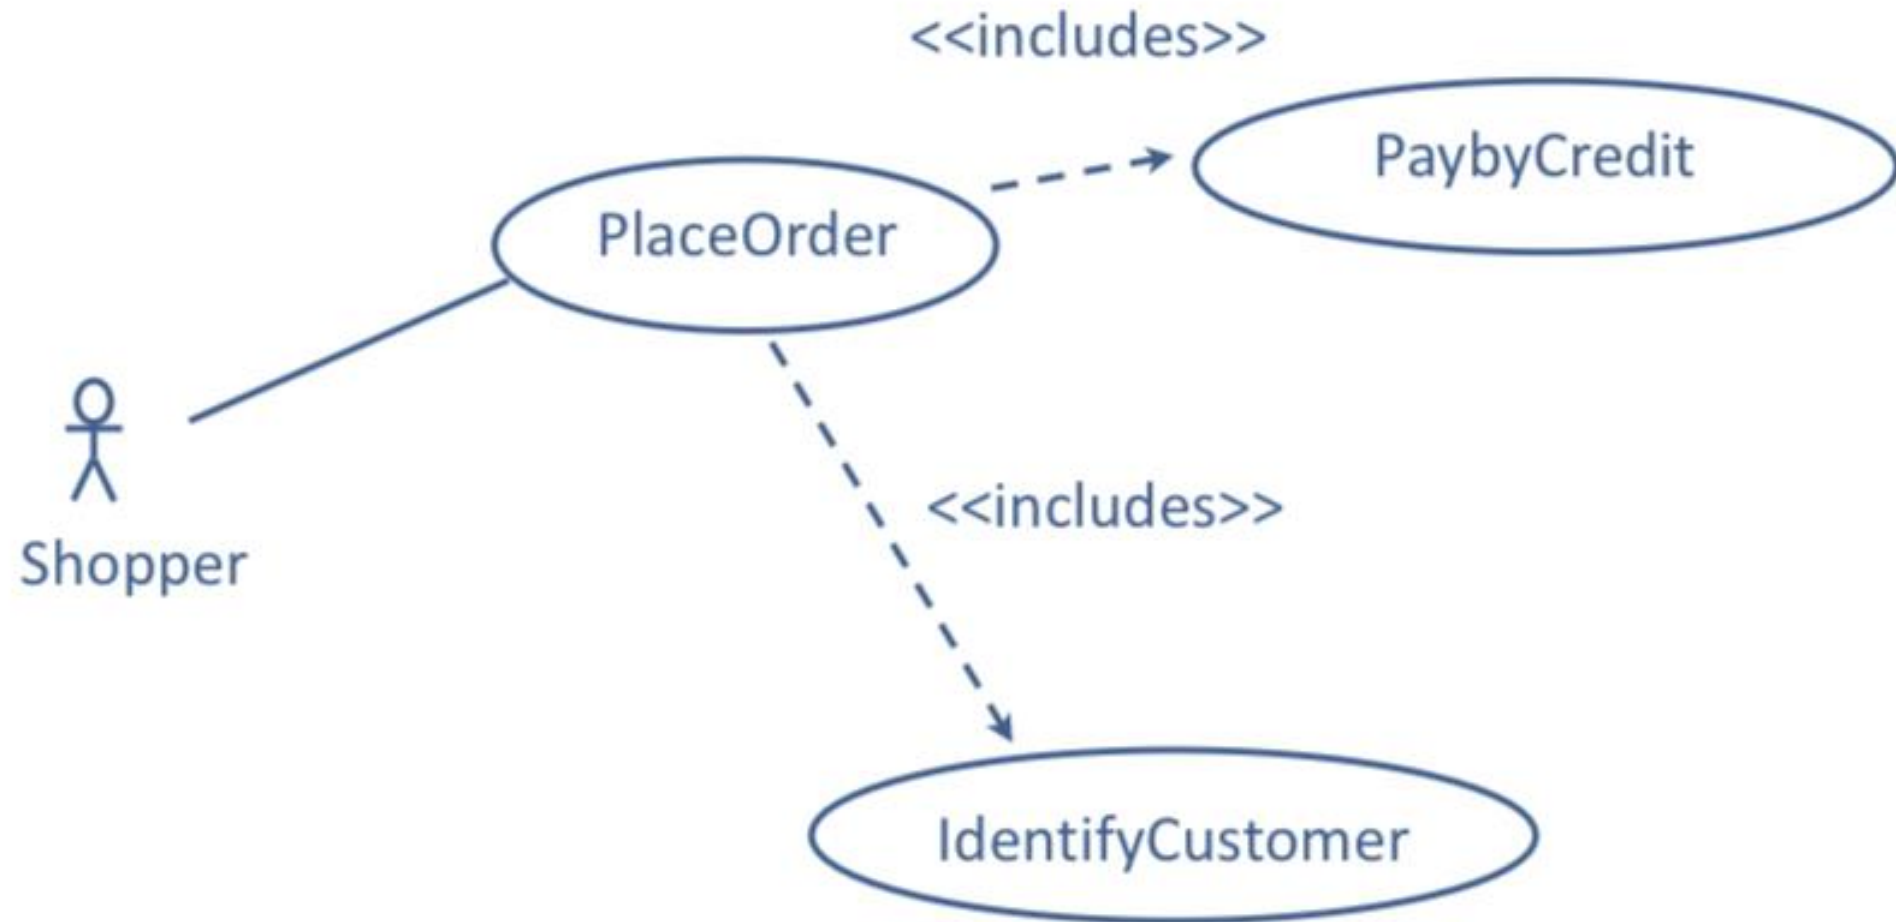 <<includes>>
PaybyCredit
PlaceOrder
<<includes>>
Shopper
IdentifyCustomer